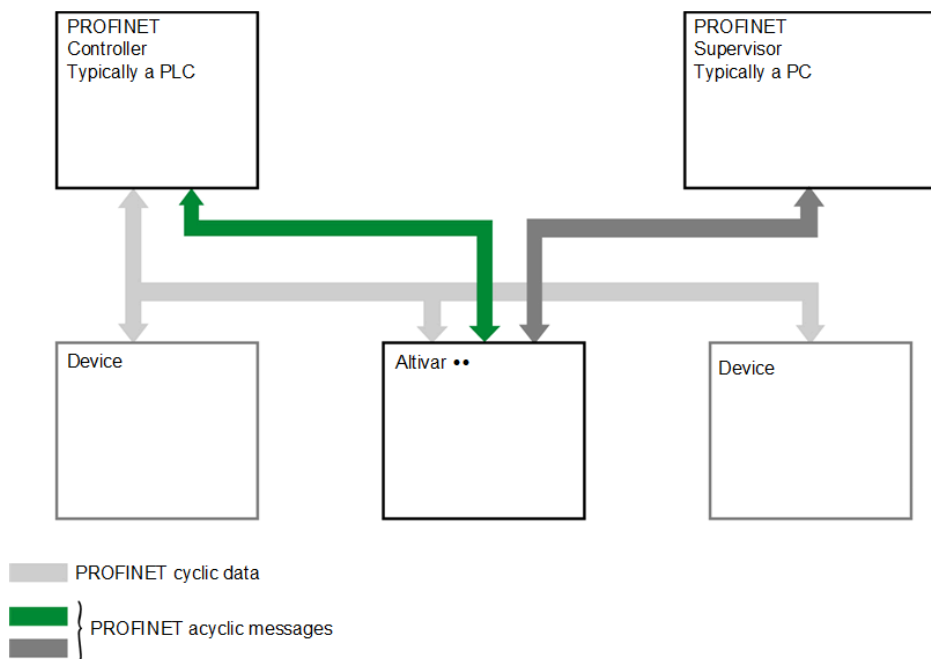 PROFINET
Controller
Typically a PLC
PROFINET
Supervisor
Typically a PC
Device
Altivar ••
Device
PROFINET cyclic data
PROFINET acyclic messages